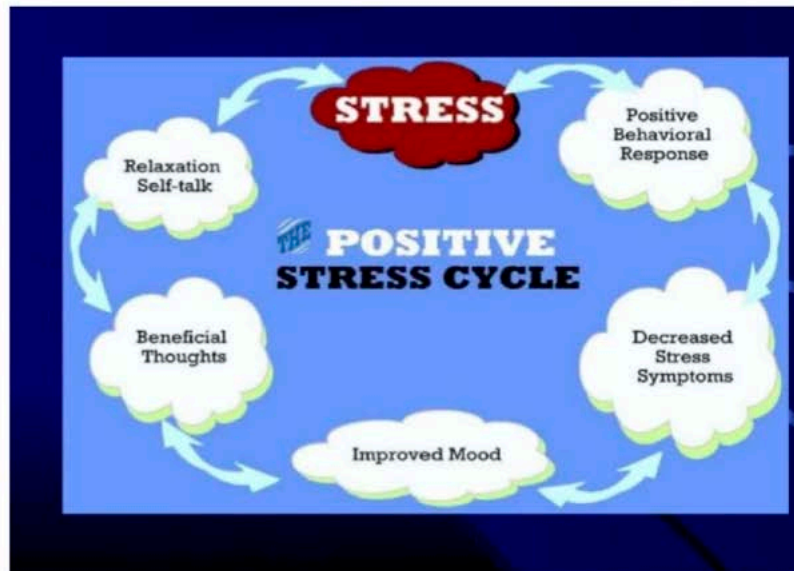 STRESS
Positive
Behavioral
Response
Relaxation
Self-talk
THE POSITIVE
STRESS CYCLE
Beneficial
Thoughts
Decreased
Stress
Symptoms
Improved Mood